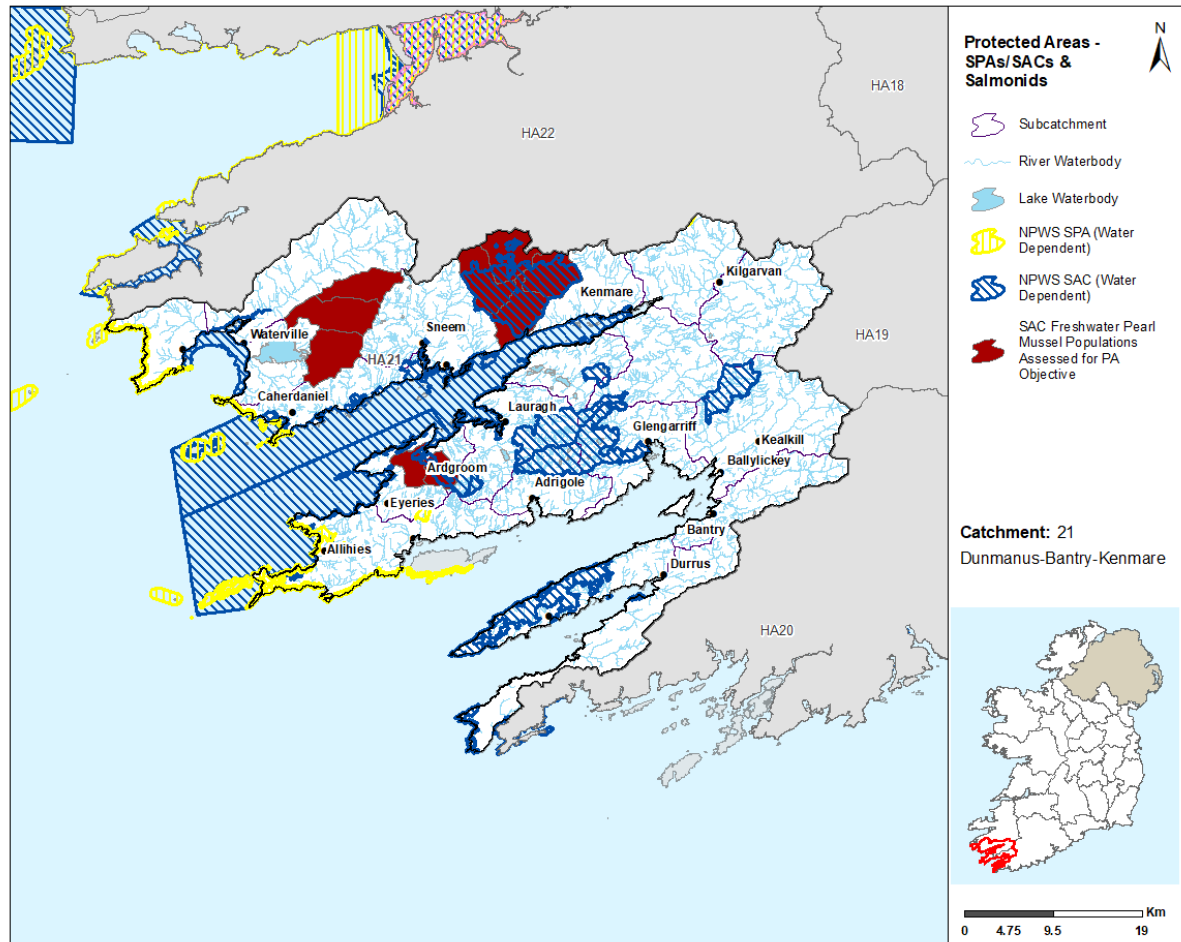 HA18
HA22
Kilgarvan
Kenmare
Waterville
Sneem
HA19
HA21
Caherdaniel
Lauragh
Glengarriff
Kealkill
Ballylickey
Ardgroom
Adrigole
Eyeries
Bantry
Allihies
Durrus
HA20
Protected Areas -
SPAs/SACs &
Salmonids
N
Subcatchment
River Waterbody
Lake Waterbody
NPWS SPA (Water
Dependent)
NPWS SAC (Water
Dependent)
SAC Freshwater Pearl
Mussel Populations
Assessed for PA
Objective
Catchment: 21
Dunmanus-Bantry-Kenmare
Km
0 4.75 9.5 19